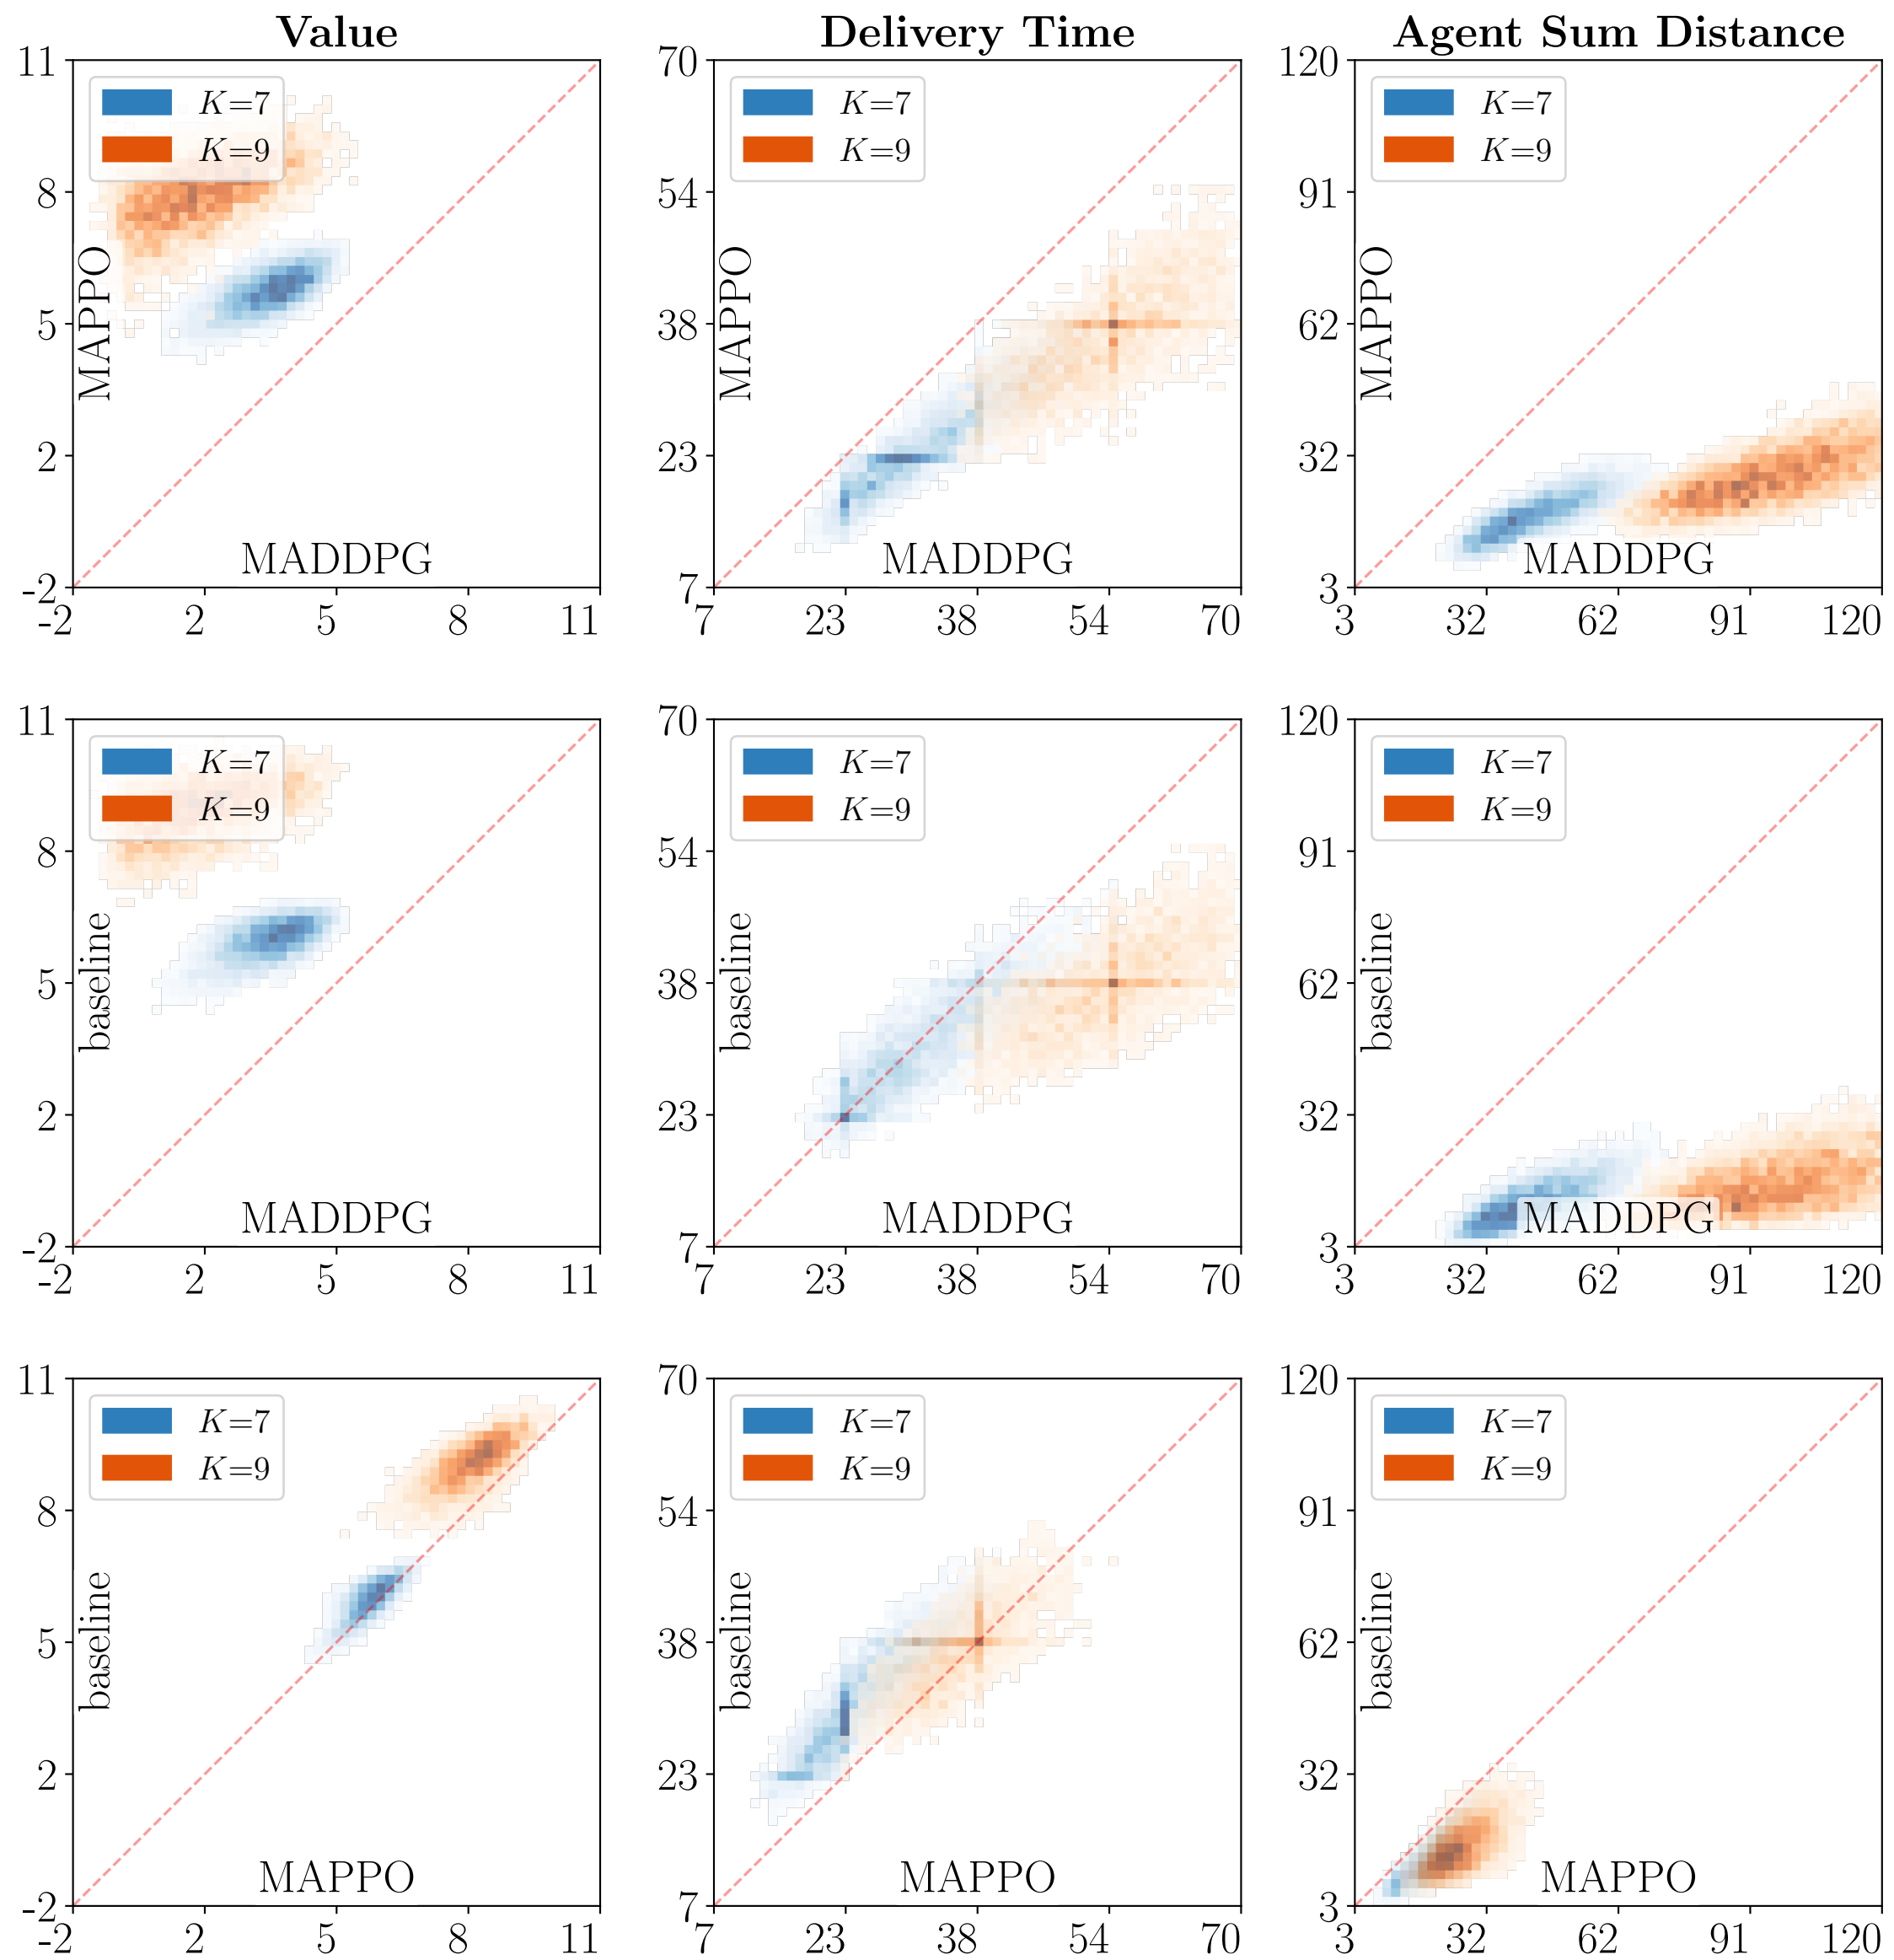 Value
Delivery Time
Agent Sum Distance
11
8
5
2
-2
MAPPO
K=7
K=9
MADDPG
-2 2 5 8 11
70
54
38
23
7
MAPPO
K=7
K=9
MADDPG
7 23 38 54 70
120
91
62
32
3
MAPPO
K=7
K=9
MADDPG
3 32 62 91 120
11
8
5
2
-2
baseline
K=7
K=9
MADDPG
-2 2 5 8 11
70
54
38
23
7
baseline
K=7
K=9
MADDPG
7 23 38 54 70
120
91
62
32
3
baseline
K=7
K=9
MADDPG
3 32 62 91 120
11
8
5
2
-2
baseline
K=7
K=9
MAPPO
-2 2 5 8 11
70
54
38
23
7
baseline
K=7
K=9
MAPPO
7 23 38 54 70
120
91
62
32
3
baseline
K=7
K=9
MAPPO
3 32 62 91 120